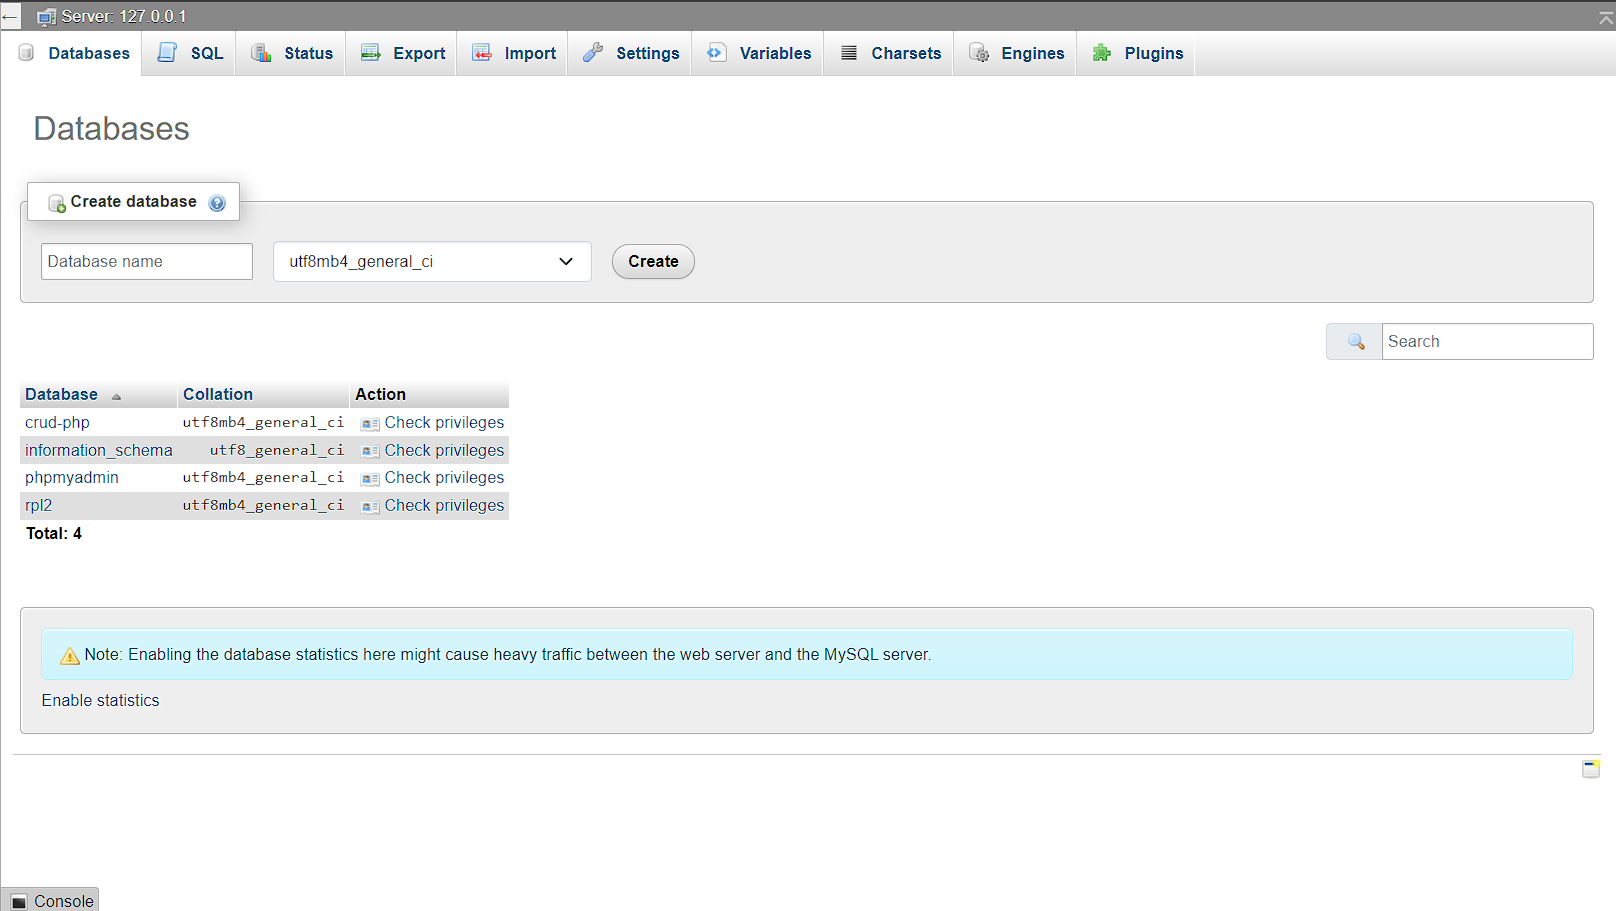 Server: 127.0.0.1
Databases SQL Status Export Import Settings Variables Charsets Engines Plugins
Databases
Create database
Database name utf8mb4_general_ci Create
Search
Database Collation Action
crud-php utf8mb4_general_ci Check privileges
information_schema utf8_general_ci Check privileges
phpmyadmin utf8mb4_general_ci Check privileges
rpl2 utf8mb4_general_ci Check privileges
Total: 4
Note: Enabling the database statistics here might cause heavy traffic between the web server and the MySQL server.
Enable statistics
Console